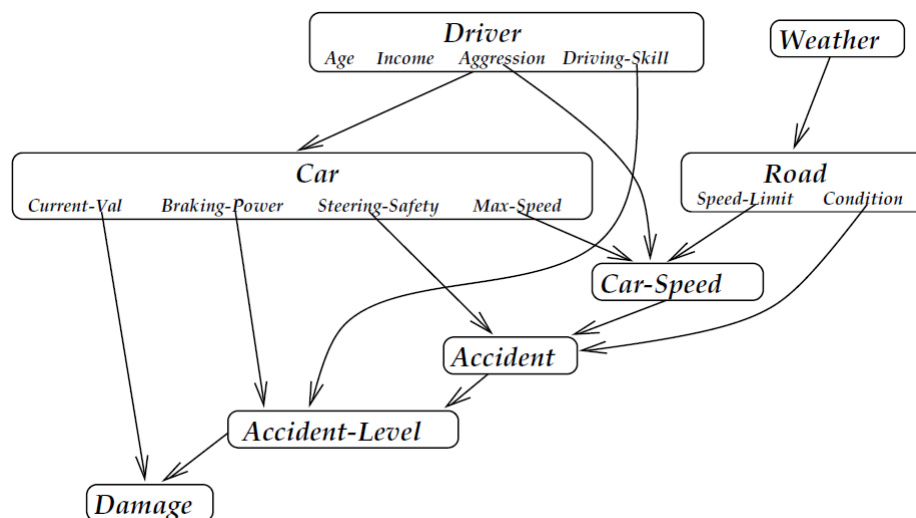 Driver
Age Income Aggression Driving-Skill
Weather
Car
Current-Val Braking-Power Steering-Safety Max-Speed
Road
Speed-Limit Condition
Car-Speed
Accident
Accident-Level
Damage